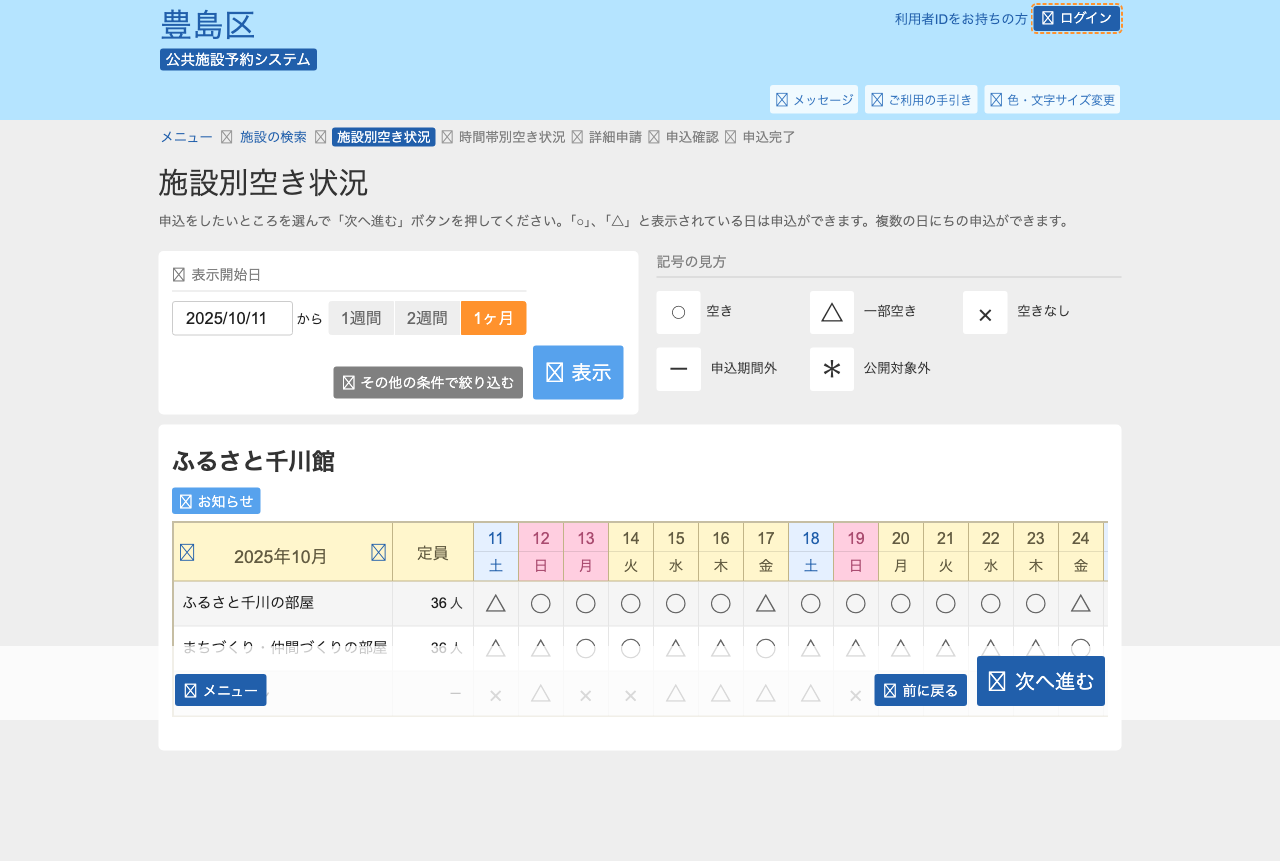 豊島区
公共施設予約システム
利用者IDをお持ちの方 ログイン
メッセージ ご利用の手引き 色・文字サイズ変更
メニュー 施設の検索 施設別空き状況 時間帯別空き状況 詳細申請 申込確認 申込完了
施設別空き状況
申込をしたいところを選んで「次へ進む」ボタンを押してください。「○」、「△」と表示されている日は申込ができます。複数の日にちの申込ができます。
表示開始日
2025/10/11 から 1週間 2週間 1ヶ月
その他の条件で絞り込む 表示
記号の見方
○ 空き △ 一部空き × 空きなし
ー 申込期間外 ＊ 公開対象外
ふるさと千川館
お知らせ
2025年10月 定員 11 12 13 14 15 16 17 18 19 20 21 22 23 24
土 日 月 火 水 木 金 土 日 月 火 水 木 金
ふるさと千川の部屋 36 人 △ ○ ○ ○ ○ ○ △ ○ ○ ○ ○ ○ ○ △
まちづくり・仲間づくりの部屋 36 人 △ △ ○ ○ △ △ ○ △ △ △ △ △ △ ○
ー × △ × × △ △ △ △ ×
メニュー 前に戻る 次へ進む